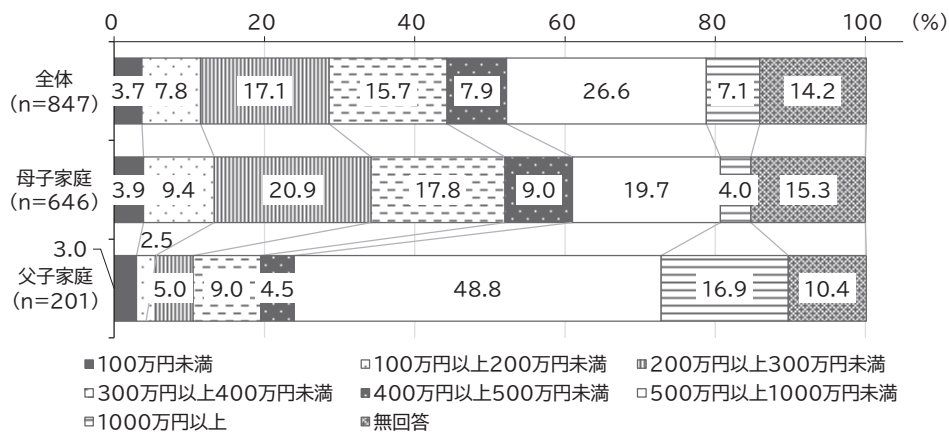 0 20 40 60 80 100 (%)
全体
(n=847)
3.7 7.8 17.1 15.7 7.9 26.6 7.1 14.2
母子家庭
(n=646)
3.9 9.4 20.9 17.8 9.0 19.7 4.0 15.3
3.0 2.5
父子家庭
(n=201)
5.0 9.0 4.5 48.8 16.9 10.4
100万円未満 100万円以上200万円未満 200万円以上300万円未満
300万円以上400万円未満 400万円以上500万円未満 500万円以上1000万円未満
1000万円以上 無回答